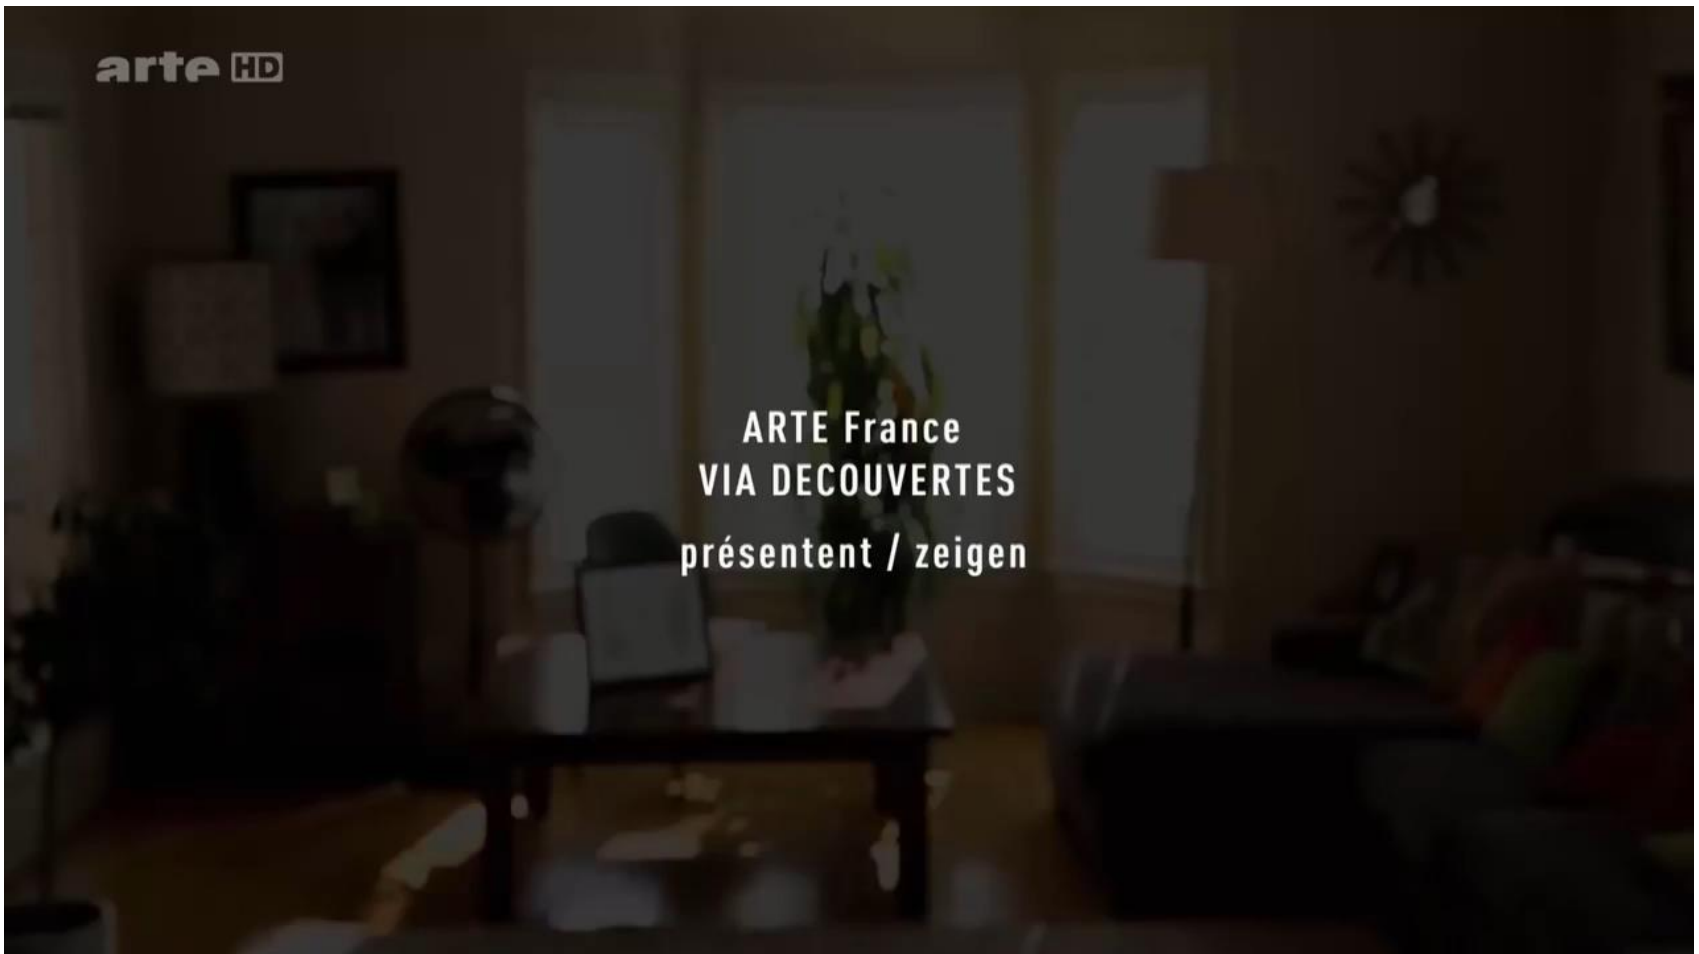 arte HD
ARTE France
VIA DECOUVERTES
présentent / zeigen